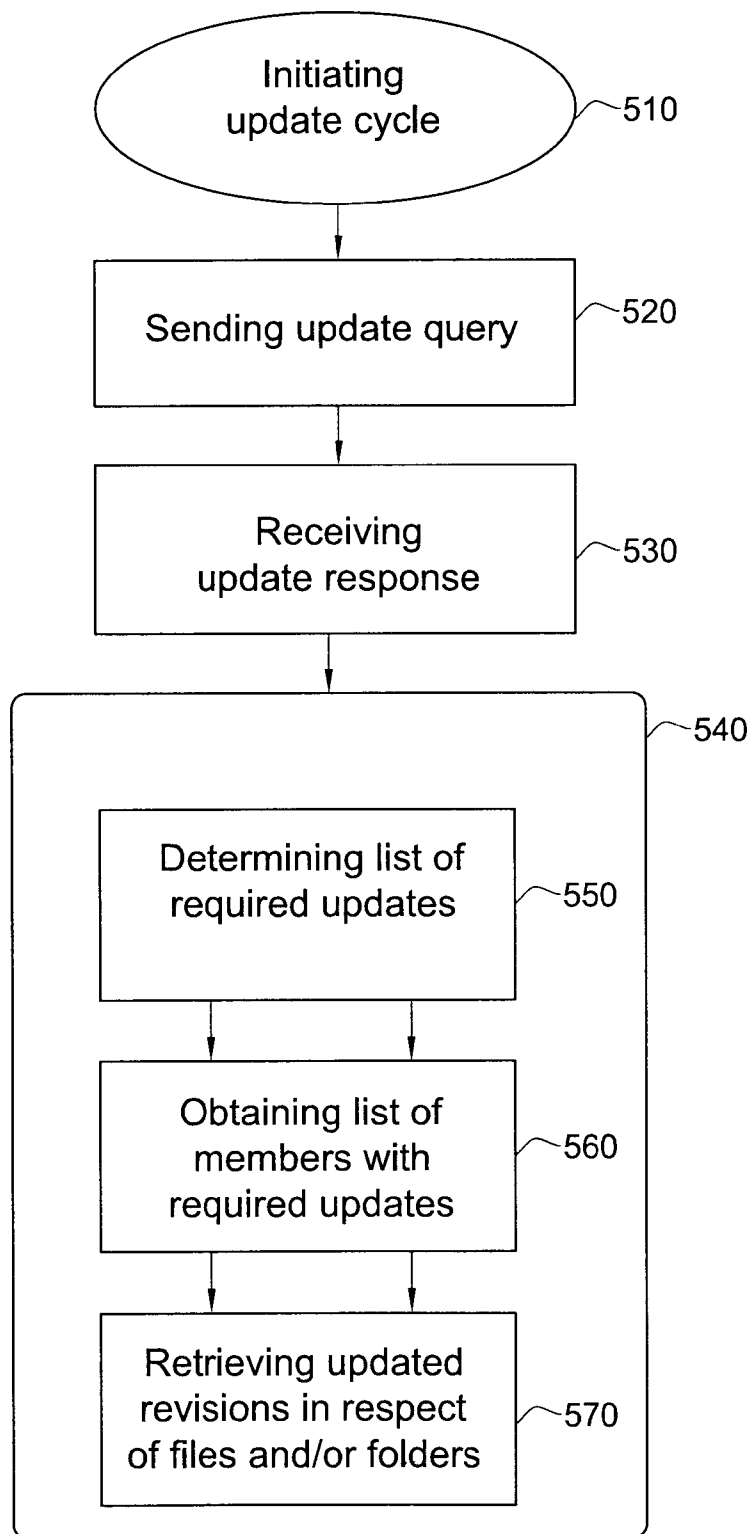 Initiating
update cycle
510
Sending update query
520
Receiving
update response
530
540
Determining list of
required updates
550
Obtaining list of
members with
required updates
560
Retrieving updated
revisions in respect
of files and/or folders
570